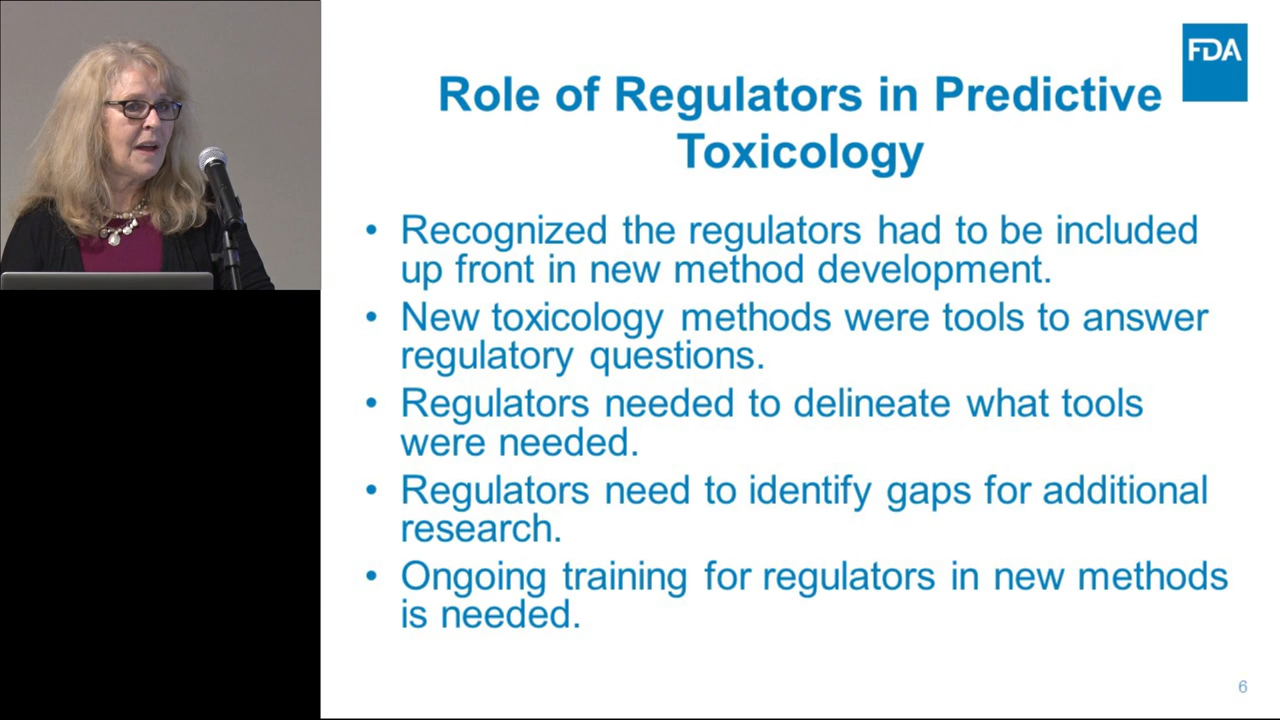 FDA
Role of Regulators in Predictive
Toxicology
• Recognized the regulators had to be included
up front in new method development.
• New toxicology methods were tools to answer
regulatory questions.
• Regulators needed to delineate what tools
were needed.
• Regulators need to identify gaps for additional
research.
• Ongoing training for regulators in new methods
is needed.
6